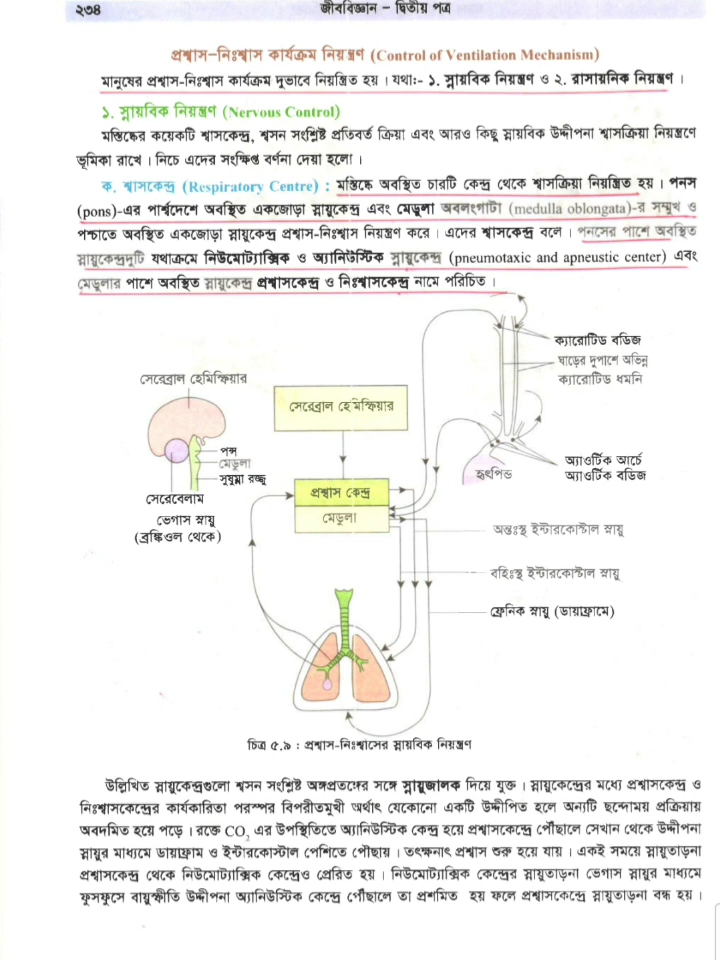 ২৩৪
জীববিজ্ঞান – দ্বিতীয় পত্র
প্রশ্বাস-নিঃশ্বাস কার্যক্রম নিয়ন্ত্রণ (Control of Ventilation Mechanism)
মানুষের প্রশ্বাস-নিঃশ্বাস কার্যক্রম দুভাবে নিয়ন্ত্রিত হয়। যথা:- ১. স্নায়বিক নিয়ন্ত্রণ ও ২. রাসায়নিক নিয়ন্ত্রণ।
১. স্নায়বিক নিয়ন্ত্রণ (Nervous Control)
মস্তিষ্কের কয়েকটি শ্বাসকেন্দ্র, শ্বসন সংশ্লিষ্ট প্রতিবর্ত ক্রিয়া এবং আরও কিছু স্নায়বিক উদ্দীপনা শ্বাসক্রিয়া নিয়ন্ত্রণে
ভূমিকা রাখে। নিচে এদের সংক্ষিপ্ত বর্ণনা দেয়া হলো।
ক. শ্বাসকেন্দ্র (Respiratory Centre) : মস্তিষ্কে অবস্থিত চারটি কেন্দ্র থেকে শ্বাসক্রিয়া নিয়ন্ত্রিত হয়। পনস
(pons)-এর পার্শ্বদেশে অবস্থিত একজোড়া স্নায়ুকেন্দ্র এবং মেডুলা অবলংগাটা (medulla oblongata)-র সম্মুখ ও
পশ্চাতে অবস্থিত একজোড়া স্নায়ুকেন্দ্র প্রশ্বাস-নিঃশ্বাস নিয়ন্ত্রণ করে। এদের শ্বাসকেন্দ্র বলে। পনসের পাশে অবস্থিত
স্নায়ুকেন্দ্রদুটি যথাক্রমে নিউমোট্যাক্সিক ও অ্যানিউস্টিক স্নায়ুকেন্দ্র (pneumotaxic and apneustic center) এবং
মেডুলার পাশে অবস্থিত স্নায়ুকেন্দ্র প্রশ্বাসকেন্দ্র ও নিঃশ্বাসকেন্দ্র নামে পরিচিত।
ক্যারোটিড বডিজ
ঘাড়ের দুপাশে অভিন্ন
ক্যারোটিড ধমনি
সেরেব্রাল হেমিস্ফিয়ার
সেরেব্রাল হেমিস্ফিয়ার
পন্স
মেডুলা
সুষুম্না রজ্জু
সেরেবেলাম
হৃৎপিন্ড
অ্যাওর্টিক আর্চে
অ্যাওর্টিক বডিজ
প্রশ্বাস কেন্দ্র
মেডুলা
ভেগাস স্নায়ু
(ব্রঙ্কিওল থেকে)
অন্তঃস্থ ইন্টারকোস্টাল স্নায়ু
বহিঃস্থ ইন্টারকোস্টাল স্নায়ু
ফ্রেনিক স্নায়ু (ডায়াফ্রামে)
চিত্র ৫.৯ : প্রশ্বাস-নিঃশ্বাসের স্নায়বিক নিয়ন্ত্রণ
উল্লিখিত স্নায়ুকেন্দ্রগুলো শ্বসন সংশ্লিষ্ট অঙ্গপ্রত্যঙ্গের সঙ্গে স্নায়ুজালক দিয়ে যুক্ত। স্নায়ুকেন্দ্রের মধ্যে প্রশ্বাসকেন্দ্র ও
নিঃশ্বাসকেন্দ্রের কার্যকারিতা পরস্পর বিপরীতমুখী অর্থাৎ যেকোনো একটি উদ্দীপিত হলে অন্যটি ছন্দোময় প্রক্রিয়ায়
অবদমিত হয়ে পড়ে। রক্তে CO₂ এর উপস্থিতিতে অ্যানিউস্টিক কেন্দ্র হয়ে প্রশ্বাসকেন্দ্রে পৌঁছালে সেখান থেকে উদ্দীপনা
স্নায়ুর মাধ্যমে ডায়াফ্রাম ও ইন্টারকোস্টাল পেশিতে পৌছায়। তৎক্ষনাৎ প্রশ্বাস শুরু হয়ে যায়। একই সময়ে স্নায়ুতাড়না
প্রশ্বাসকেন্দ্র থেকে নিউমোট্যাক্সিক কেন্দ্রেও প্রেরিত হয়। নিউমোট্যাক্সিক কেন্দ্রের স্নায়ুতাড়না ভেগাস স্নায়ুর মাধ্যমে
ফুসফুসে বায়ুস্ফীতি উদ্দীপনা অ্যানিউস্টিক কেন্দ্রে পৌঁছালে তা প্রশমিত হয় ফলে প্রশ্বাসকেন্দ্রে স্নায়ুতাড়না বন্ধ হয়।